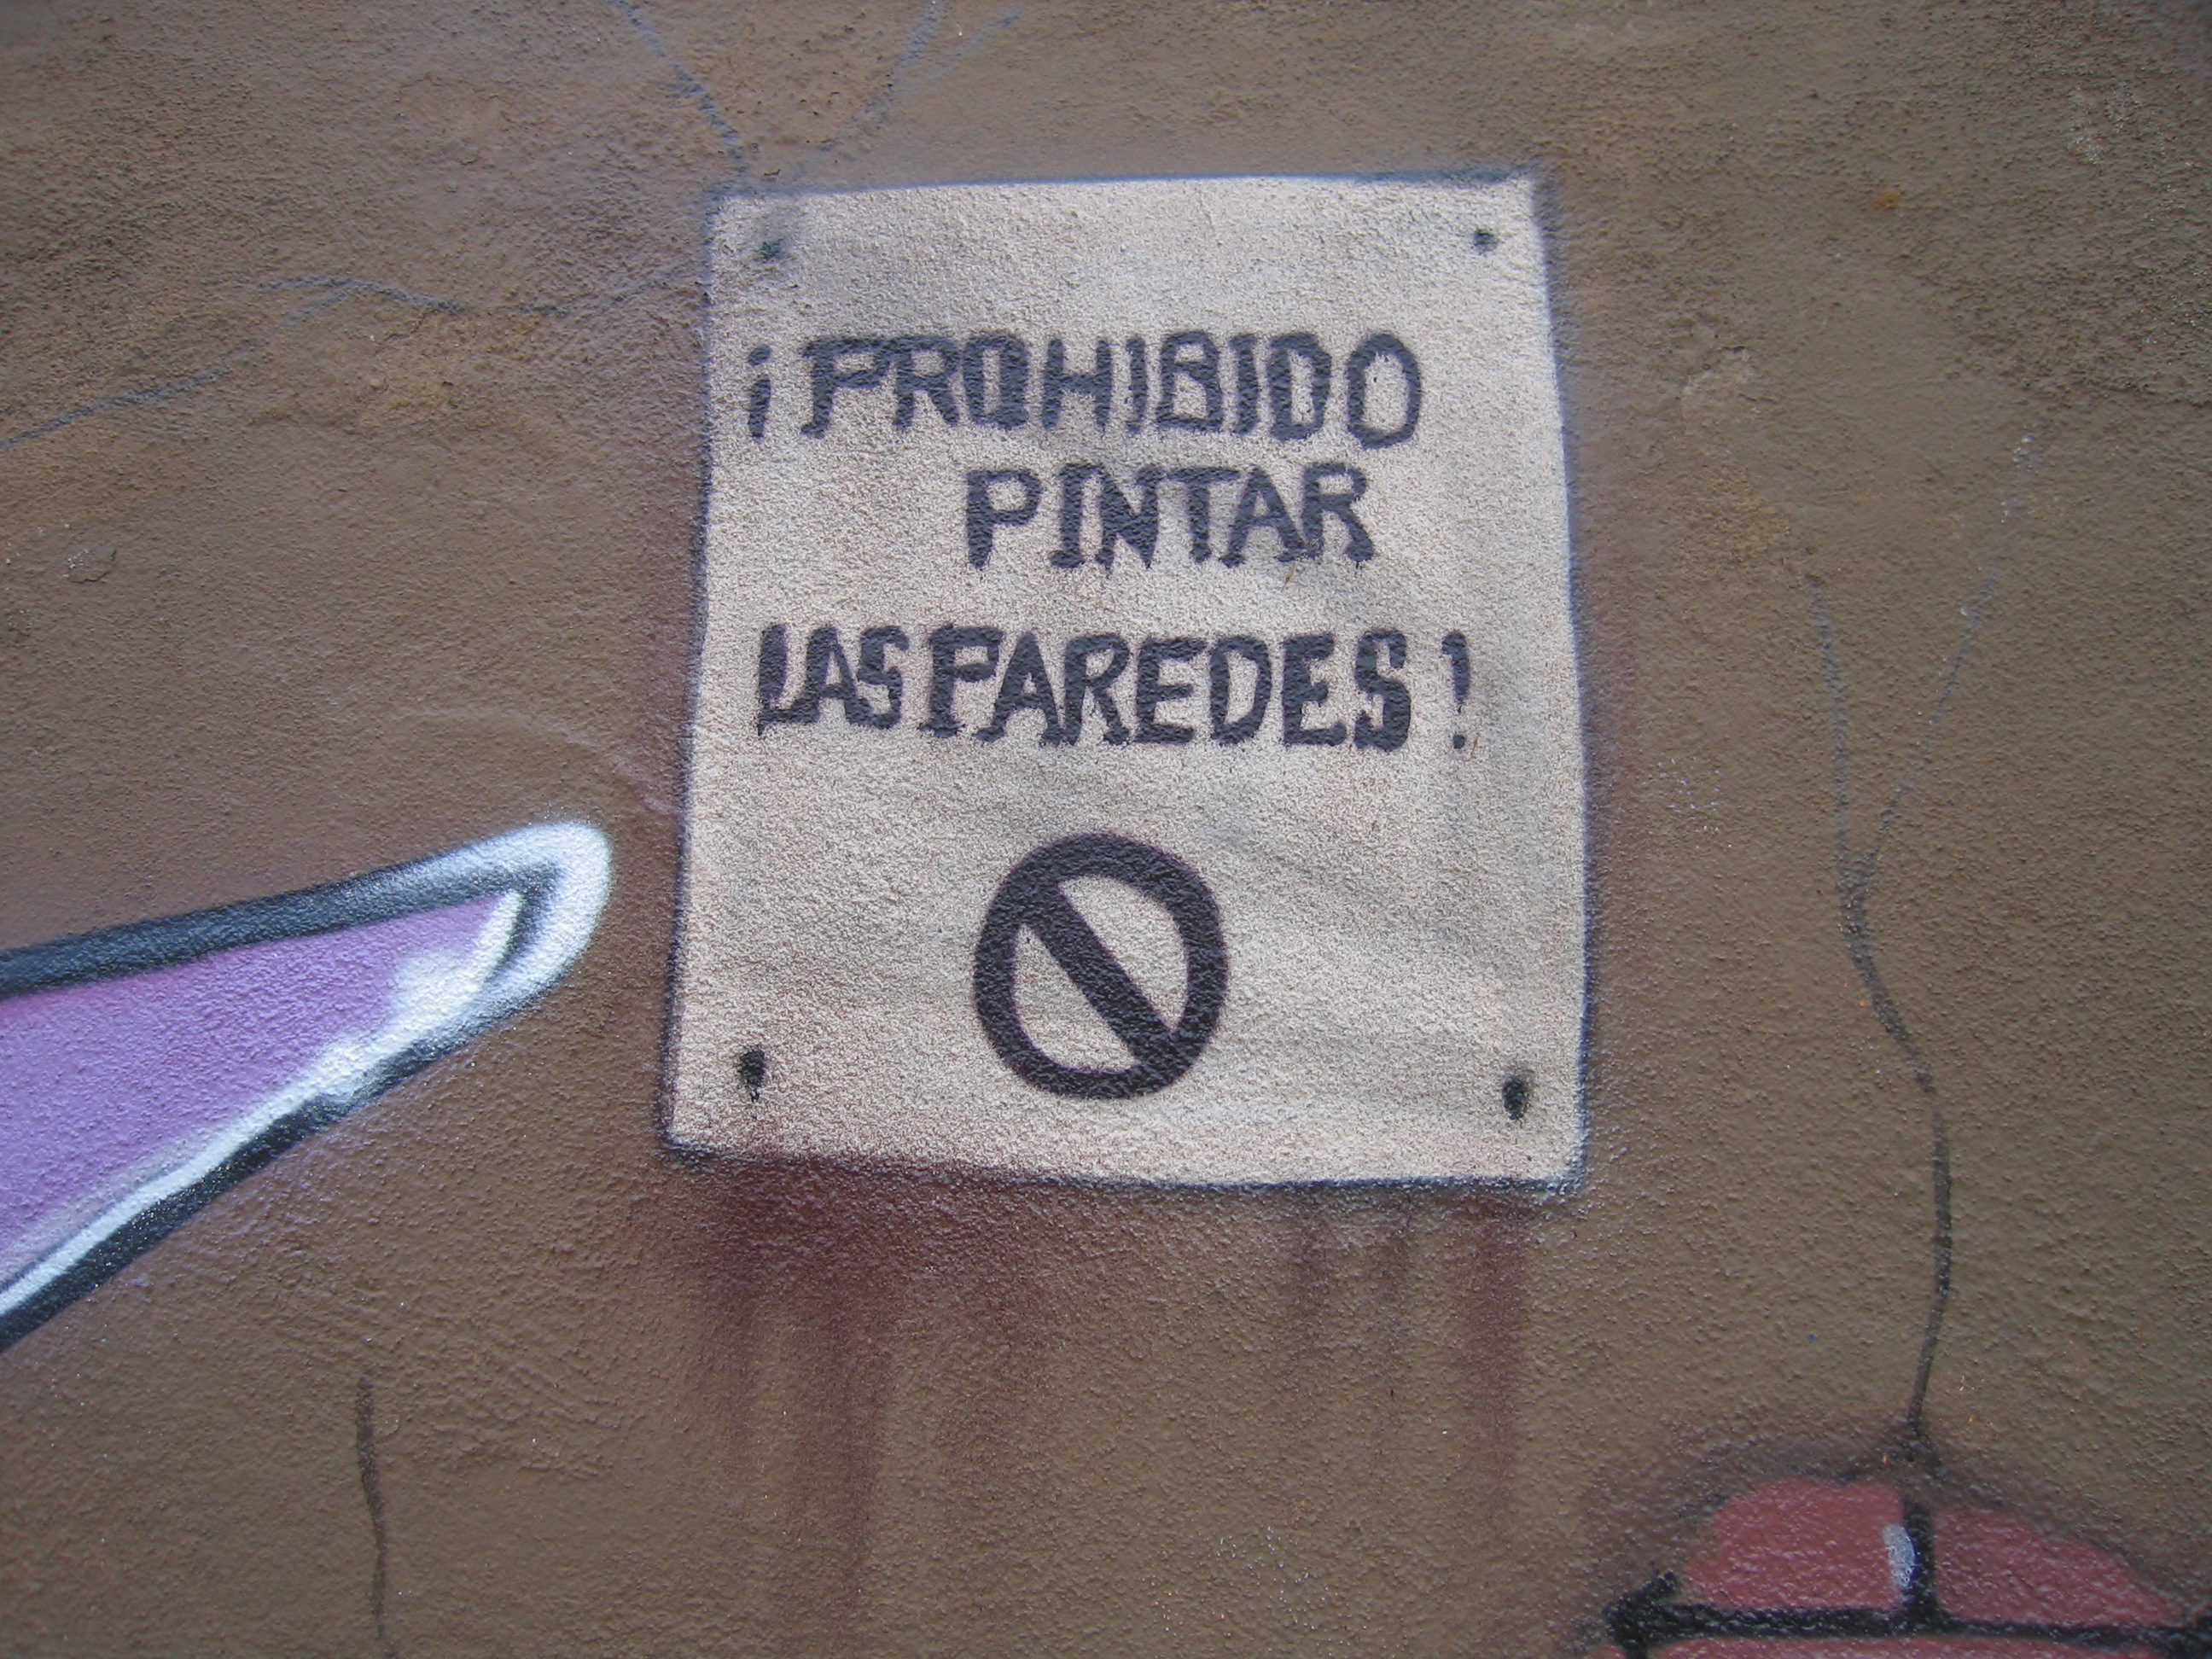 ¡PROHIBIDO
PINTAR
LAS PAREDES!